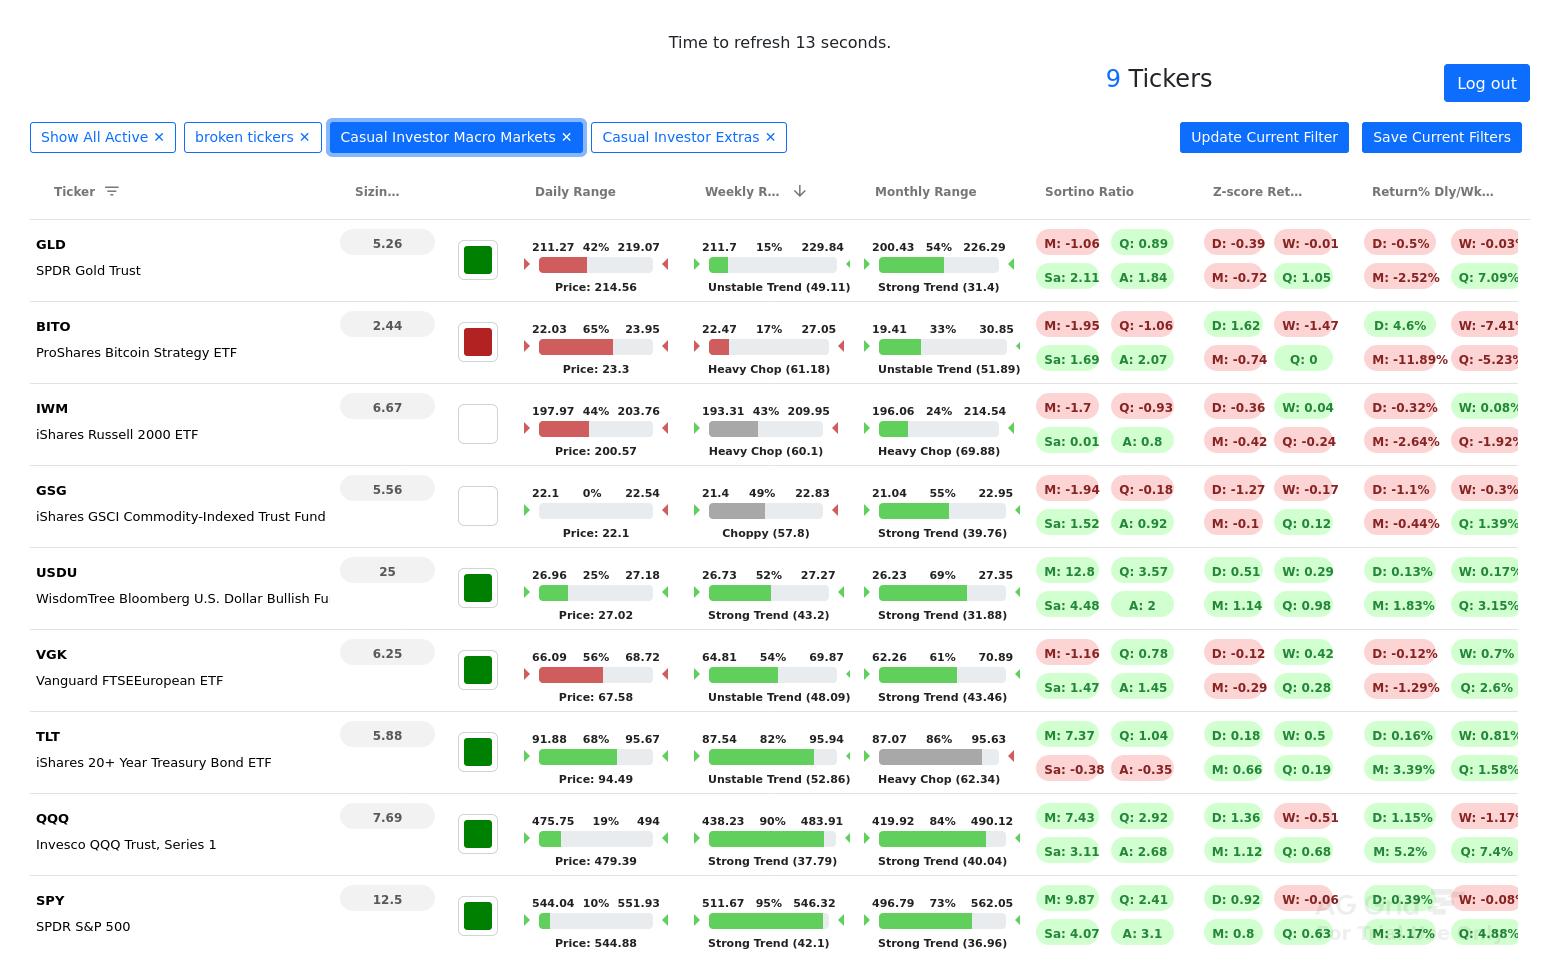 Time to refresh 13 seconds.
9 Tickers
Log out
Show All Active ✕ broken tickers ✕ Casual Investor Macro Markets ✕ Casual Investor Extras ✕ Update Current Filter Save Current Filters
Ticker Sizin... Daily Range Weekly R... Monthly Range Sortino Ratio Z-score Ret... Return% Dly/Wk...
GLD 5.26 211.27 42% 219.07 211.7 15% 229.84 200.43 54% 226.29 M: -1.06 Q: 0.89 D: -0.39 W: -0.01 D: -0.5% W: -0.03%
SPDR Gold Trust Price: 214.56 Unstable Trend (49.11) Strong Trend (31.4) Sa: 2.11 A: 1.84 M: -0.72 Q: 1.05 M: -2.52% Q: 7.09%
BITO 2.44 22.03 65% 23.95 22.47 17% 27.05 19.41 33% 30.85 M: -1.95 Q: -1.06 D: 1.62 W: -1.47 D: 4.6% W: -7.41%
ProShares Bitcoin Strategy ETF Price: 23.3 Heavy Chop (61.18) Unstable Trend (51.89) Sa: 1.69 A: 2.07 M: -0.74 Q: 0 M: -11.89% Q: -5.23%
IWM 6.67 197.97 44% 203.76 193.31 43% 209.95 196.06 24% 214.54 M: -1.7 Q: -0.93 D: -0.36 W: 0.04 D: -0.32% W: 0.08%
iShares Russell 2000 ETF Price: 200.57 Heavy Chop (60.1) Heavy Chop (69.88) Sa: 0.01 A: 0.8 M: -0.42 Q: -0.24 M: -2.64% Q: -1.92%
GSG 5.56 22.1 0% 22.54 21.4 49% 22.83 21.04 55% 22.95 M: -1.94 Q: -0.18 D: -1.27 W: -0.17 D: -1.1% W: -0.3%
iShares GSCI Commodity-Indexed Trust Fund Price: 22.1 Choppy (57.8) Strong Trend (39.76) Sa: 1.52 A: 0.92 M: -0.1 Q: 0.12 M: -0.44% Q: 1.39%
USDU 25 26.96 25% 27.18 26.73 52% 27.27 26.23 69% 27.35 M: 12.8 Q: 3.57 D: 0.51 W: 0.29 D: 0.13% W: 0.17%
WisdomTree Bloomberg U.S. Dollar Bullish Fu Price: 27.02 Strong Trend (43.2) Strong Trend (31.88) Sa: 4.48 A: 2 M: 1.14 Q: 0.98 M: 1.83% Q: 3.15%
VGK 6.25 66.09 56% 68.72 64.81 54% 69.87 62.26 61% 70.89 M: -1.16 Q: 0.78 D: -0.12 W: 0.42 D: -0.12% W: 0.7%
Vanguard FTSEEuropean ETF Price: 67.58 Unstable Trend (48.09) Strong Trend (43.46) Sa: 1.47 A: 1.45 M: -0.29 Q: 0.28 M: -1.29% Q: 2.6%
TLT 5.88 91.88 68% 95.67 87.54 82% 95.94 87.07 86% 95.63 M: 7.37 Q: 1.04 D: 0.18 W: 0.5 D: 0.16% W: 0.81%
iShares 20+ Year Treasury Bond ETF Price: 94.49 Unstable Trend (52.86) Heavy Chop (62.34) Sa: -0.38 A: -0.35 M: 0.66 Q: 0.19 M: 3.39% Q: 1.58%
QQQ 7.69 475.75 19% 494 438.23 90% 483.91 419.92 84% 490.12 M: 7.43 Q: 2.92 D: 1.36 W: -0.51 D: 1.15% W: -1.17%
Invesco QQQ Trust, Series 1 Price: 479.39 Strong Trend (37.79) Strong Trend (40.04) Sa: 3.11 A: 2.68 M: 1.12 Q: 0.68 M: 5.2% Q: 7.4%
SPY 12.5 544.04 10% 551.93 511.67 95% 546.32 496.79 73% 562.05 M: 9.87 Q: 2.41 D: 0.92 W: -0.06 D: 0.39% W: -0.08%
SPDR S&P 500 Price: 544.88 Strong Trend (42.1) Strong Trend (36.96) Sa: 4.07 A: 3.1 M: 0.8 Q: 0.63 M: 3.17% Q: 4.88%
AG Grid